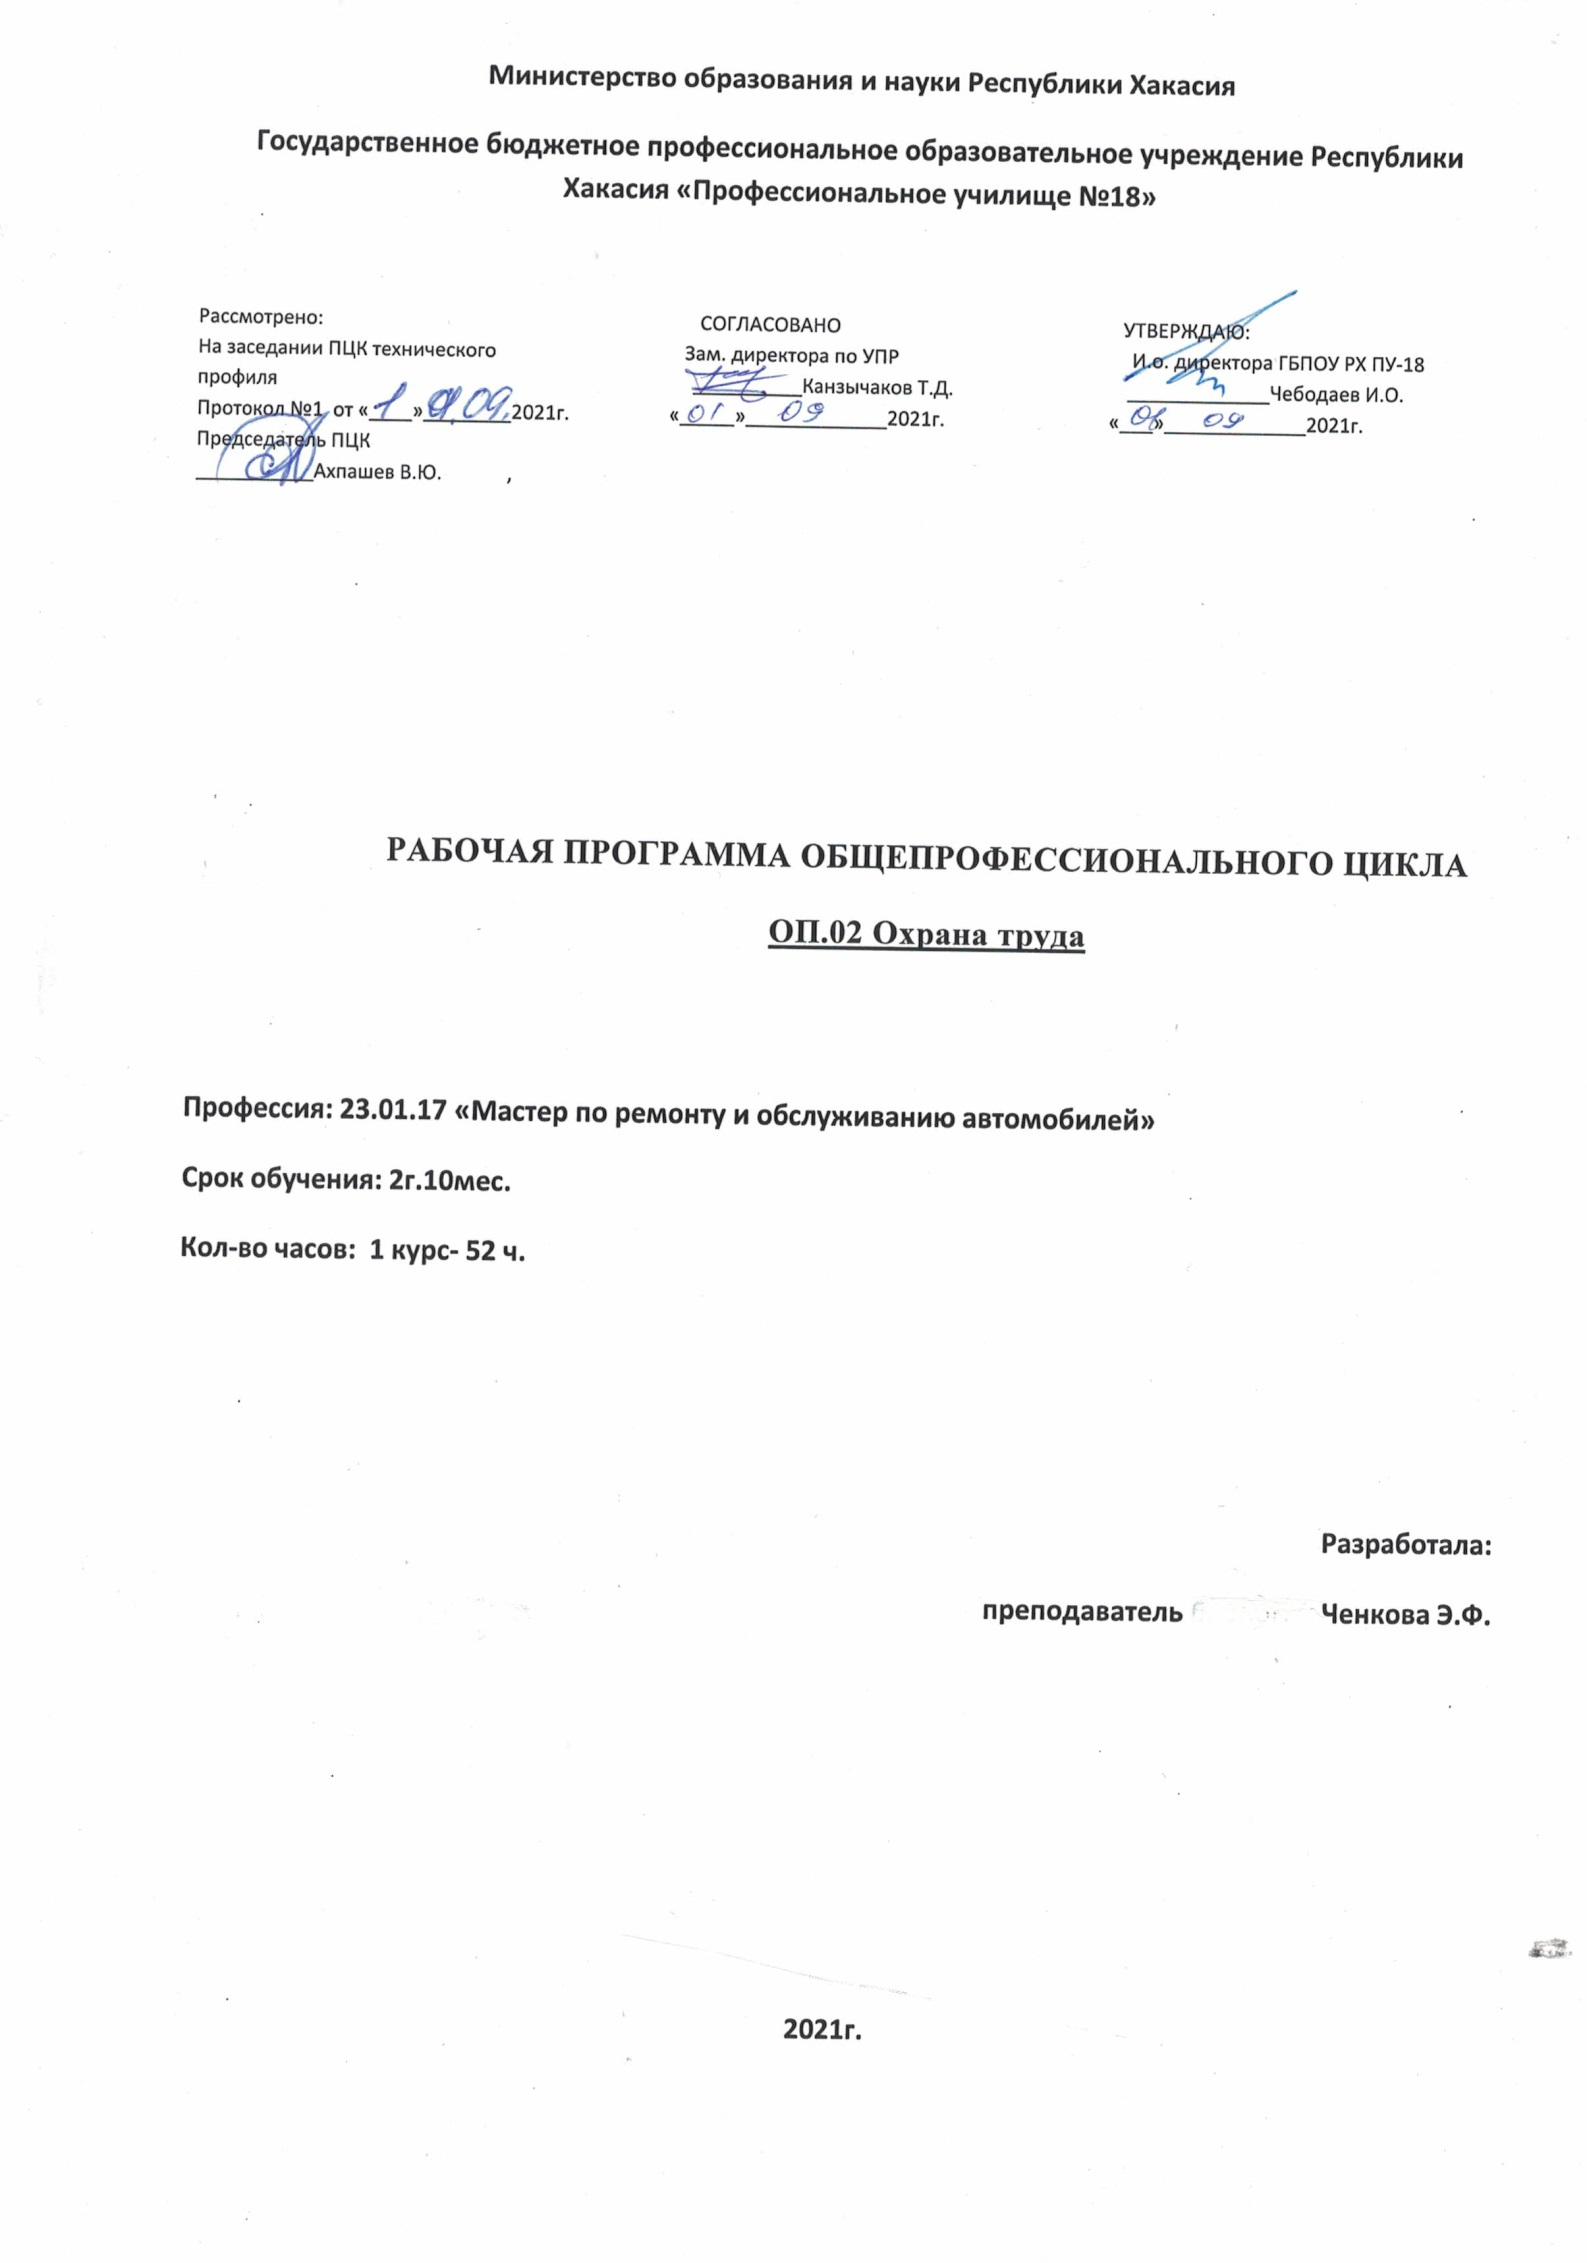 Министерство образования и науки Республики Хакасия
Государственное бюджетное профессиональное образовательное учреждение Республики
Хакасия «Профессиональное училище №18»
Рассмотрено:
На заседании ПЦК технического
профиля
Протокол №1 от «1» 09. 2021г.
Председатель ПЦК
Ахпашев В.Ю.
СОГЛАСОВАНО
Зам. директора по УПР
Канзычаков Т.Д.
«01» 09 2021г.
УТВЕРЖДАЮ:
И.о. директора ГБПОУ РХ ПУ-18
Чебодаев И.О.
« » 09 2021г.
РАБОЧАЯ ПРОГРАММА ОБЩЕПРОФЕССИОНАЛЬНОГО ЦИКЛА
ОП.02 Охрана труда
Профессия: 23.01.17 «Мастер по ремонту и обслуживанию автомобилей»
Срок обучения: 2г.10мес.
Кол-во часов: 1 курс- 52 ч.
Разработала:
преподаватель Ченкова Э.Ф.
2021г.